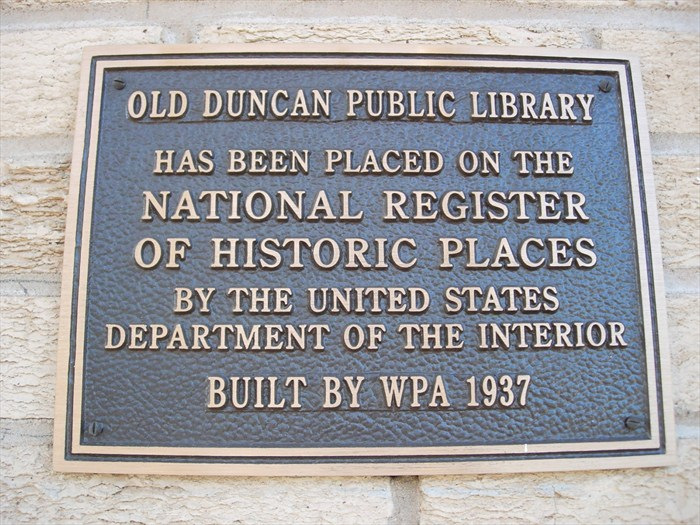 OLD DUNCAN PUBLIC LIBRARY
HAS BEEN PLACED ON THE
NATIONAL REGISTER
OF HISTORIC PLACES
BY THE UNITED STATES
DEPARTMENT OF THE INTERIOR
BUILT BY WPA 1937